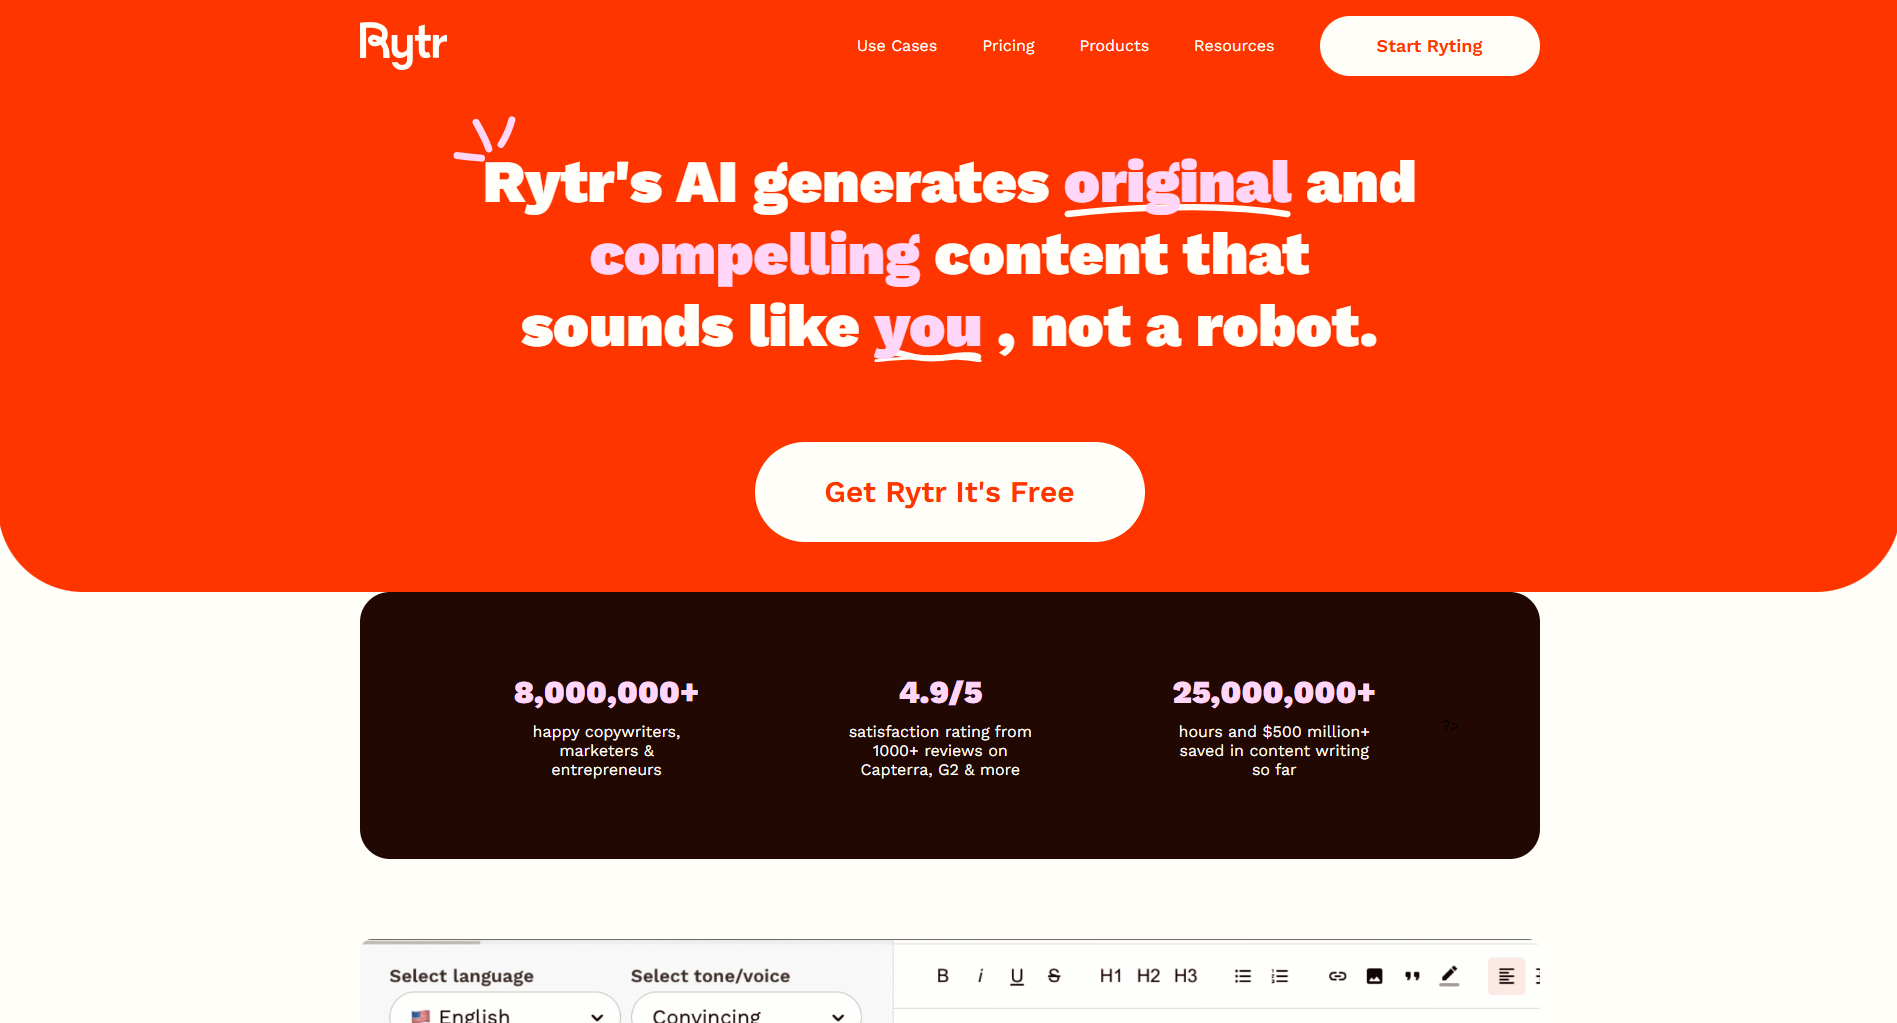 Rytr
Use Cases
Pricing
Products
Resources
Start Ryting
Rytr's AI generates original and
compelling content that
sounds like you , not a robot.
Get Rytr It's Free
8,000,000+
happy copywriters,
marketers &
entrepreneurs
4.9/5
satisfaction rating from
1000+ reviews on
Capterra, G2 & more
25,000,000+
hours and $500 million+
saved in content writing
so far
?>
Select language
Select tone/voice
B i U S H1 H2 H3
English
Convincing